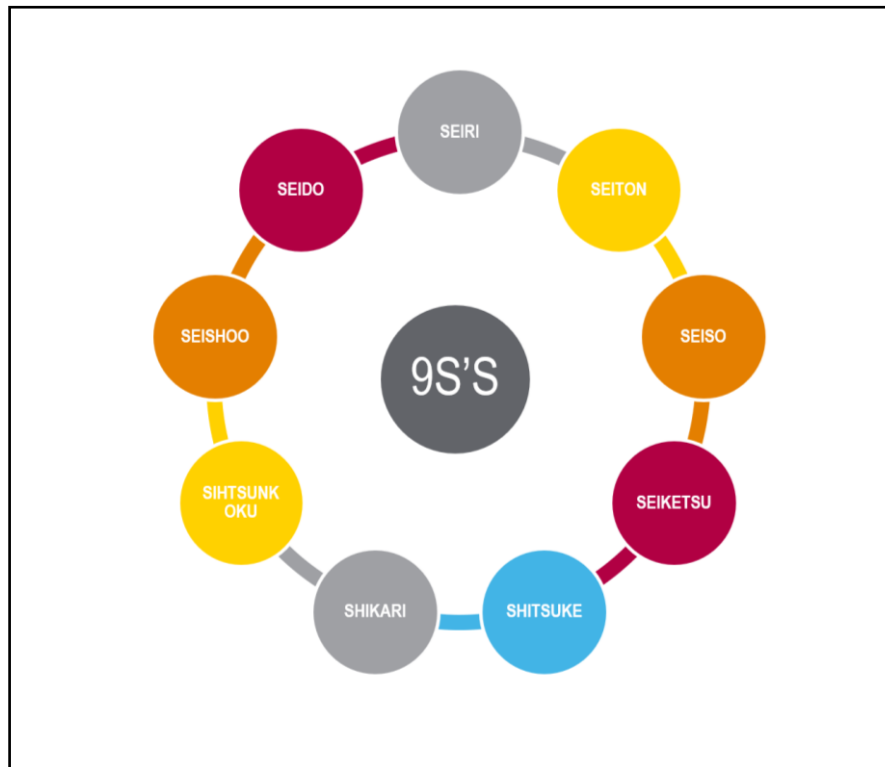 SEIRI
SEITON
SEISO
SEIKETSU
SHITSUKE
SHIKARI
SIHTSUNK
OKU
SEISHOO
SEIDO
9S'S